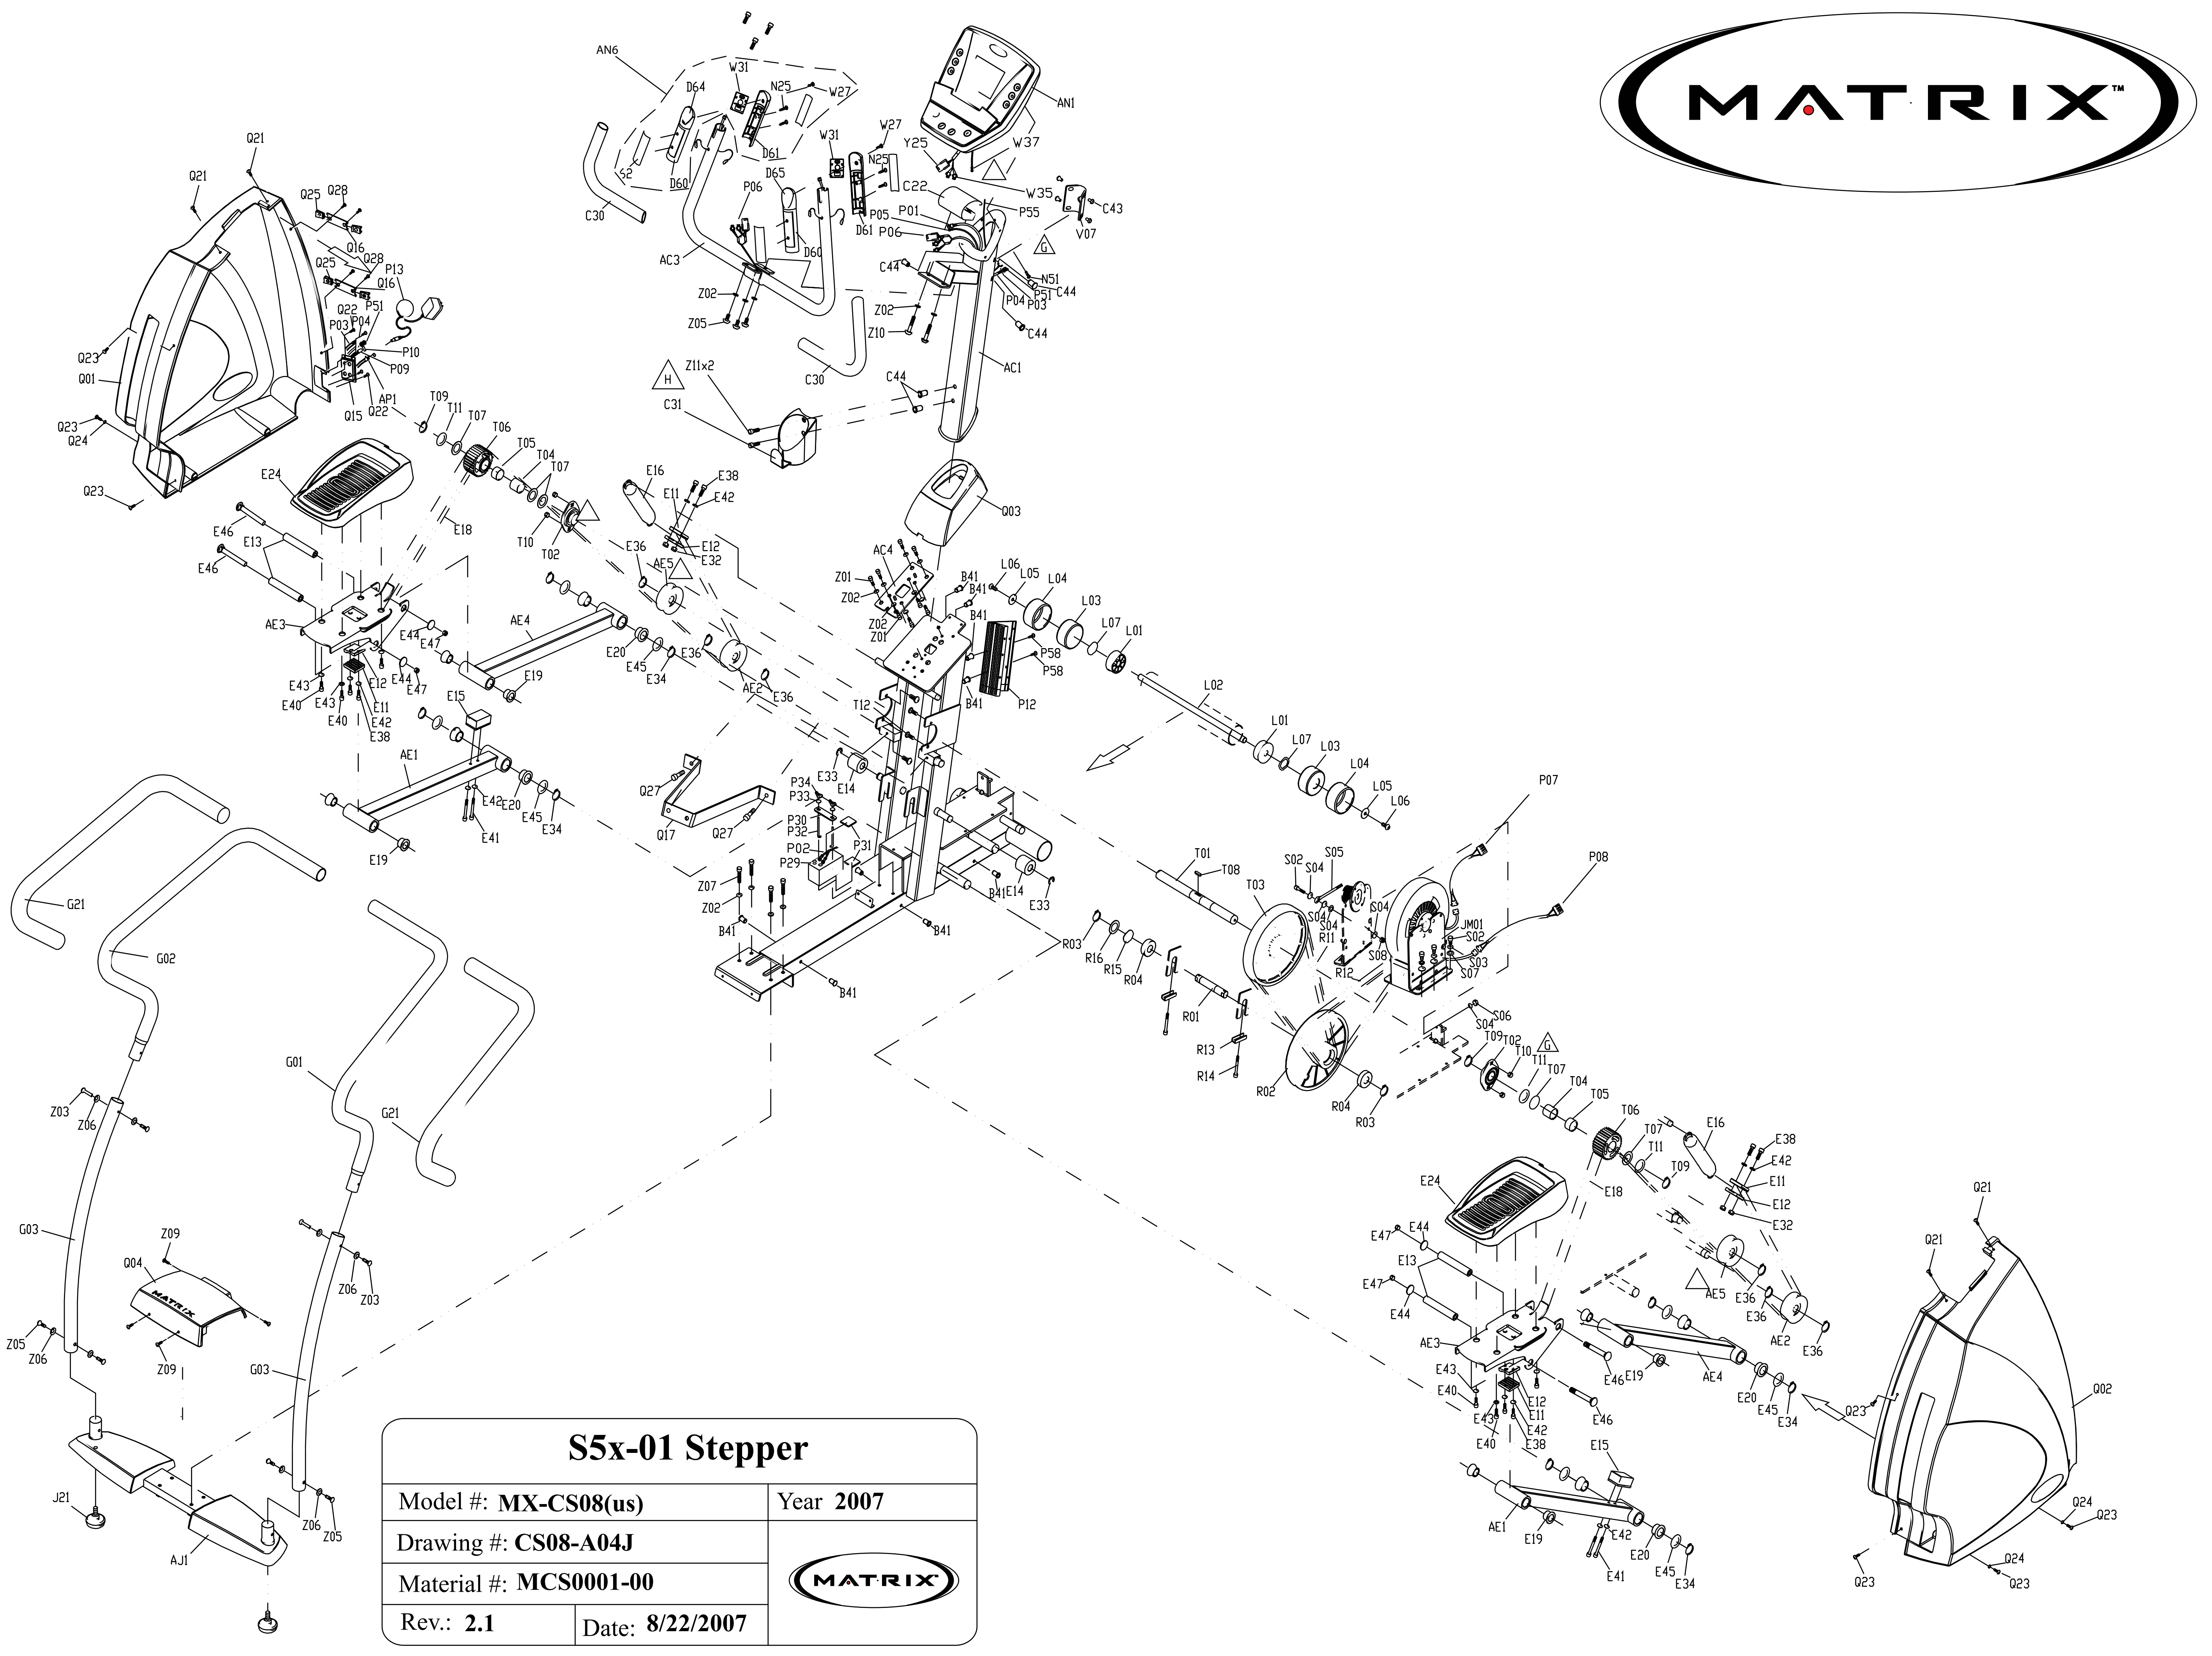 MATRIX™
AN6
W31
D64
N25
W27
D61
62
D60
C30
AN1
W37
W31
W27
Y25
N25
D65
P06
C22
W35
P55
C43
P01
P05
V07
G
D61
P06
D60
AC3
C44
N51
C44
P51
P04
P03
Z02
Z05
Z02
Z10
C44
AC1
C30
C44
H
Z11x2
C31
Q21
Q21
Q25
Q28
Q16
Q28
Q25
P13
Q16
P51
Q22
P04
P03
P10
P09
Q23
Q01
Q15
Q22
AP1
Q23
Q24
Q23
T09
T11
T07
T06
T05
T04
T07
T10
T02
E24
E46
E13
E46
E18
AE3
E44
E47
E44
E47
E43
E12
E11
E40
E43
E40
E42
E38
E16
E38
E11
E42
E12
E32
E36
AE5
E36
AE2
E36
AE4
E20
E45
E34
E19
E15
AE1
E42
E20
E45
E34
E41
E19
Q03
AC4
Z01
Z02
Z02
Z01
B41
B41
B41
L06
L05
L04
L03
L07
L01
P58
P58
B41
P12
T12
L02
L01
L07
L03
L04
L05
L06
Q27
Q17
Q27
E33
E14
P34
P33
P30
P32
P31
P02
P29
Z07
Z02
B41
B41
B41
B41
E14
E33
P07
P08
T01
T08
T03
S02
S04
S05
S04
S04
S04
R11
R12
S08
JM01
S02
S03
S07
R03
R16
R15
R04
R01
R13
R14
R02
R04
R03
S06
S04
T09
T02
T10
G
T11
T07
T04
T05
T06
T07
T11
T09
E18
E16
E38
E42
E11
E12
E32
E24
E47
E44
E13
E47
E44
AE3
E43
E40
E43
E40
E12
E11
E42
E38
E46
E46
E19
AE5
E36
E36
AE2
E36
AE4
E20
E45
E34
E15
AE1
E19
E42
E41
E20
E45
E34
Q21
Q21
Q02
Q23
Q24
Q23
Q24
Q23
Q23
G21
G02
G01
G21
Z03
Z06
G03
Z09
Q04
MATRIX
Z06
Z03
Z05
Z06
Z09
G03
J21
AJ1
Z06
Z05
S5x-01 Stepper
Model #: MX-CS08(us)
Year 2007
Drawing #: CS08-A04J
Material #: MCS0001-00
MATRIX™
Rev.: 2.1
Date: 8/22/2007